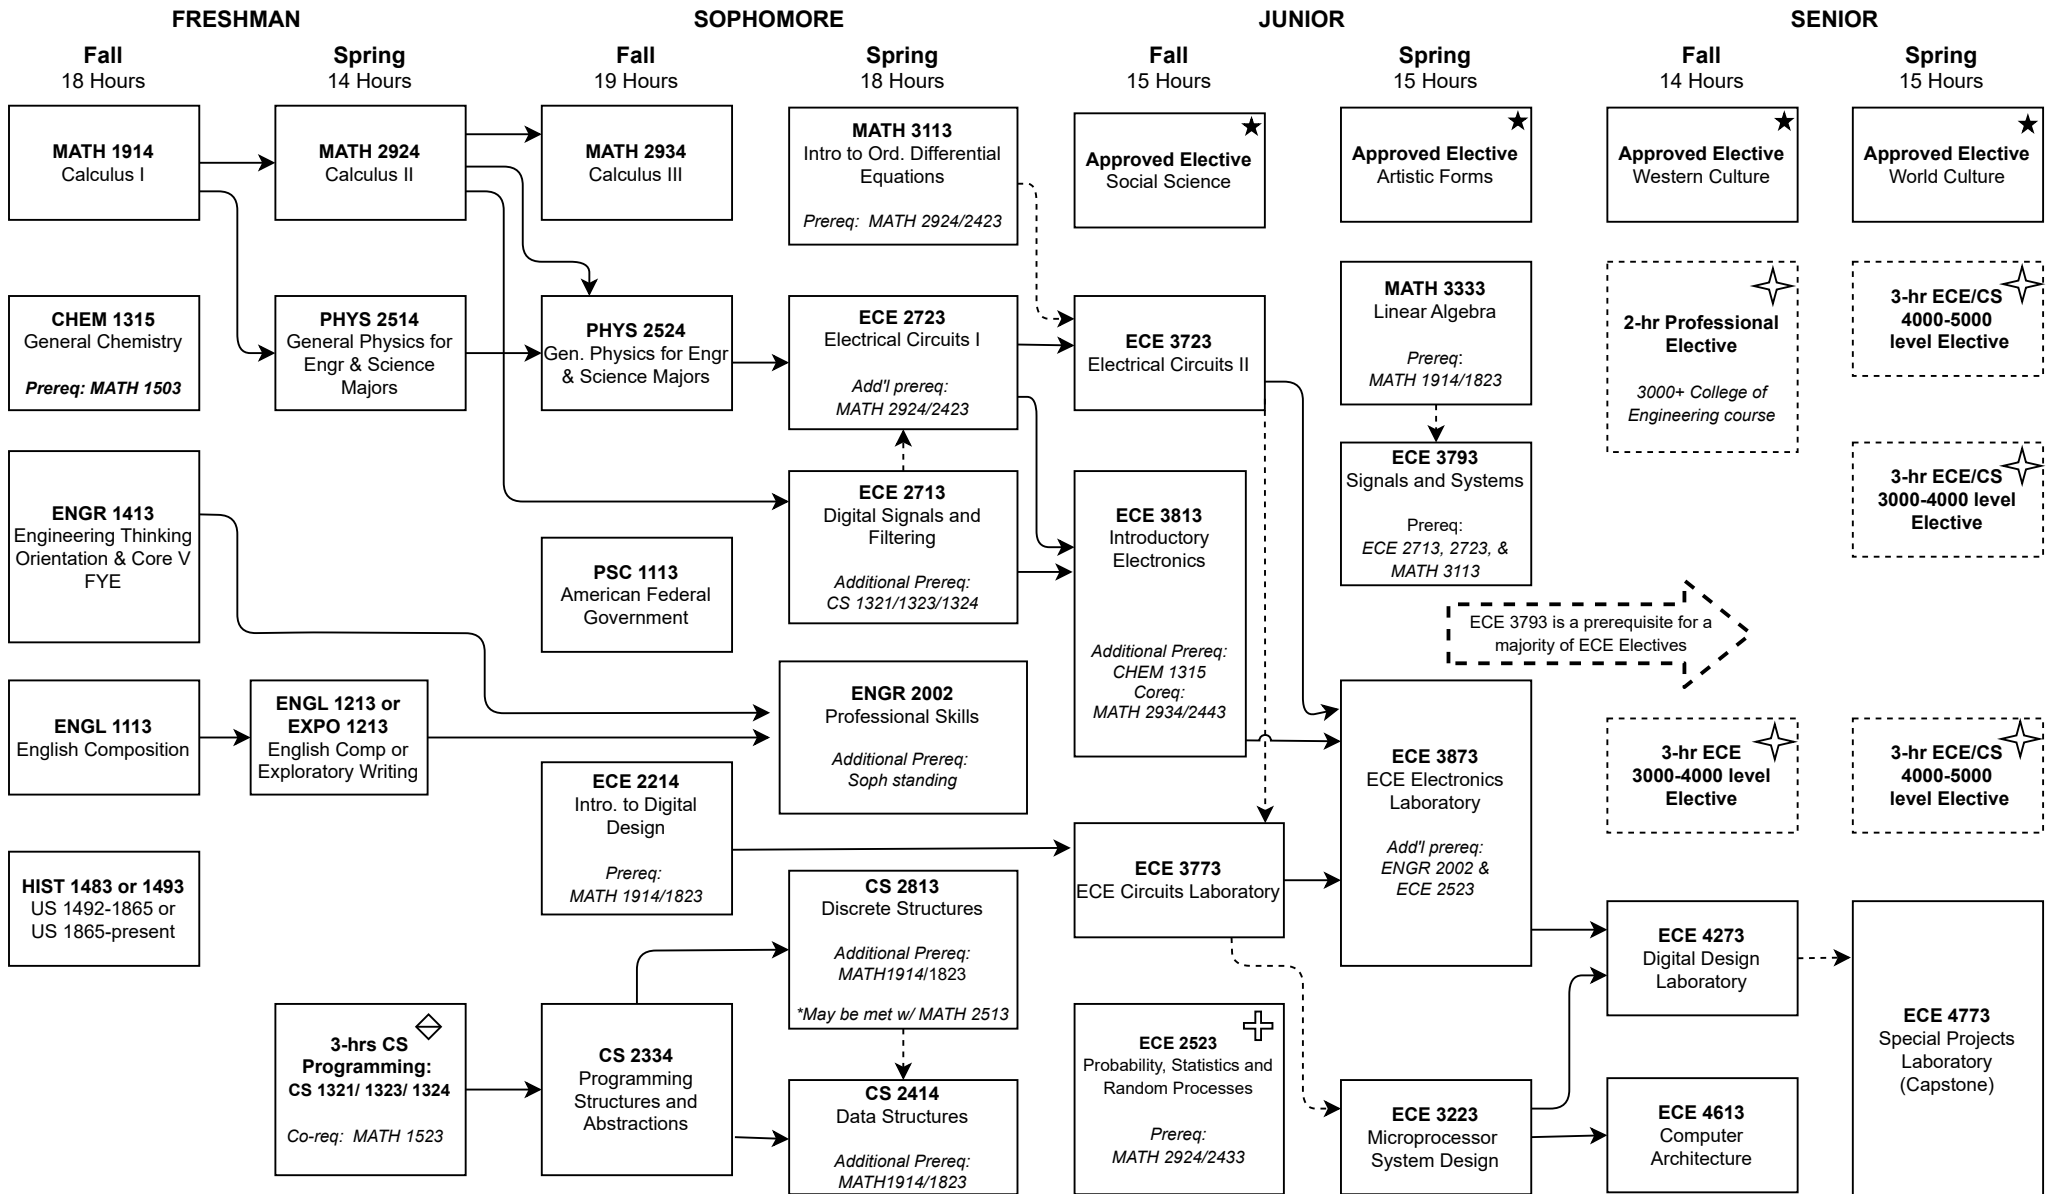 FRESHMAN
SOPHOMORE
JUNIOR
SENIOR
Fall
18 Hours
Spring
14 Hours
Fall
19 Hours
Spring
18 Hours
Fall
15 Hours
Spring
15 Hours
Fall
14 Hours
Spring
15 Hours
MATH 1914
Calculus I
CHEM 1315
General Chemistry
Prereq: MATH 1503
ENGR 1413
Engineering Thinking
Orientation & Core V
FYE
ENGL 1113
English Composition
HIST 1483 or 1493
US 1492-1865 or
US 1865-present
MATH 2924
Calculus II
PHYS 2514
General Physics for
Engr & Science
Majors
ENGL 1213 or
EXPO 1213
English Comp or
Exploratory Writing
3-hrs CS
Programming:
CS 1321/ 1323/ 1324
Co-req: MATH 1523
MATH 2934
Calculus III
PHYS 2524
Gen. Physics for Engr
& Science Majors
PSC 1113
American Federal
Government
ECE 2214
Intro. to Digital
Design
Prereq:
MATH 1914/1823
CS 2334
Programming
Structures and
Abstractions
MATH 3113
Intro to Ord. Differential
Equations
Prereq: MATH 2924/2423
ECE 2723
Electrical Circuits I
Add'l prereq:
MATH 2924/2423
ECE 2713
Digital Signals and
Filtering
Additional Prereq:
CS 1321/1323/1324
ENGR 2002
Professional Skills
Additional Prereq:
Soph standing
CS 2813
Discrete Structures
Additional Prereq:
MATH1914/1823
*May be met w/ MATH 2513
CS 2414
Data Structures
Additional Prereq:
MATH1914/1823
Approved Elective
Social Science
ECE 3723
Electrical Circuits II
ECE 3813
Introductory
Electronics
Additional Prereq:
CHEM 1315
Coreq:
MATH 2934/2443
ECE 3773
ECE Circuits Laboratory
ECE 2523
Probability, Statistics and
Random Processes
Prereq:
MATH 2924/2433
Approved Elective
Artistic Forms
MATH 3333
Linear Algebra
Prereq:
MATH 1914/1823
ECE 3793
Signals and Systems
Prereq:
ECE 2713, 2723, &
MATH 3113
ECE 3793 is a prerequisite for a
majority of ECE Electives
ECE 3873
ECE Electronics
Laboratory
Add'l prereq:
ENGR 2002 &
ECE 2523
ECE 3223
Microprocessor
System Design
Approved Elective
Western Culture
2-hr Professional
Elective
3000+ College of
Engineering course
3-hr ECE
3000-4000 level
Elective
ECE 4273
Digital Design
Laboratory
ECE 4613
Computer
Architecture
Approved Elective
World Culture
3-hr ECE/CS
4000-5000
level Elective
3-hr ECE/CS
3000-4000 level
Elective
3-hr ECE/CS
4000-5000
level Elective
ECE 4773
Special Projects
Laboratory
(Capstone)